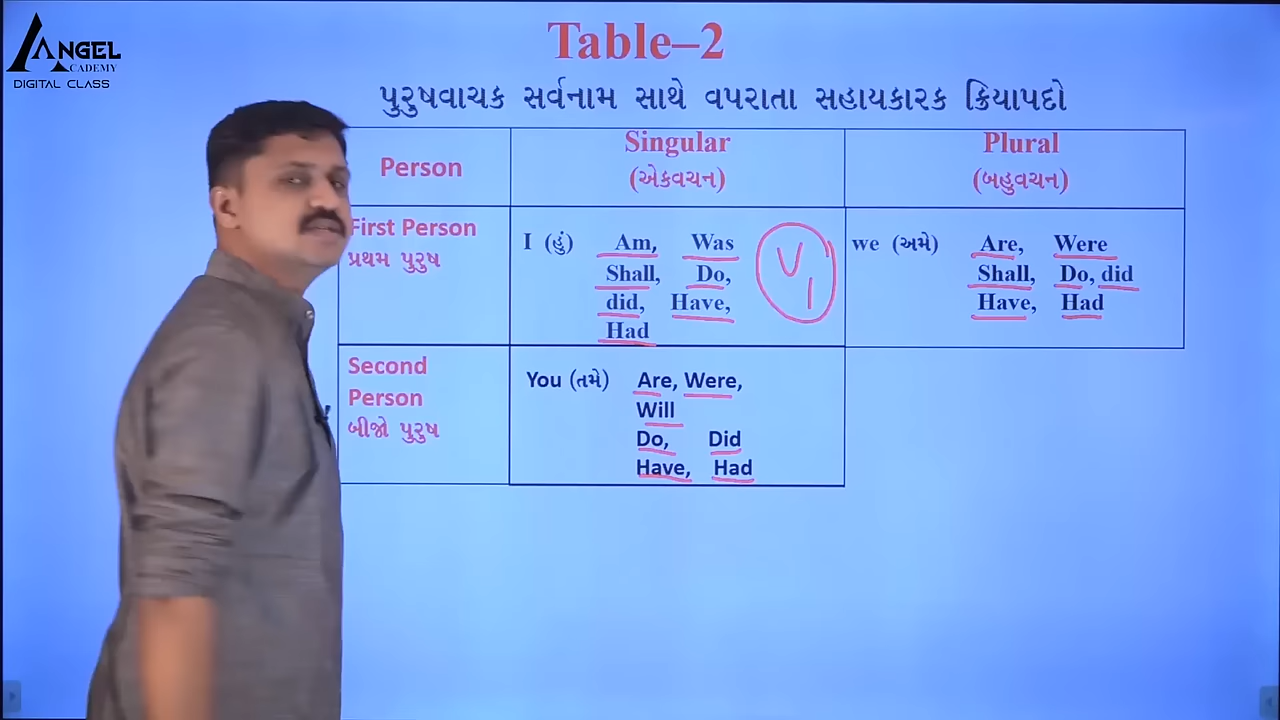 ANGEL
ACADEMY
DIGITAL CLASS
Table–2
પુરુષવાચક સર્વનામ સાથે વપરાતા સહાયકારક ક્રિયાપદો
Person
Singular
(એકવચન)
Plural
(બહુવચન)
First Person
પ્રથમ પુરુષ
I (હું) Am, Was
Shall, Do,
did, Have,
Had
V1
we (અમે) Are, Were
Shall, Do, did
Have, Had
Second
Person
બીજો પુરુષ
You (તમે) Are, Were,
Will
Do, Did
Have, Had